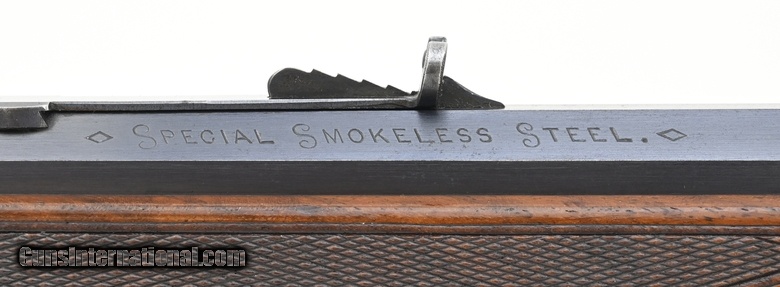 SPECIAL SMOKELESS STEEL.
GunsInternational.com